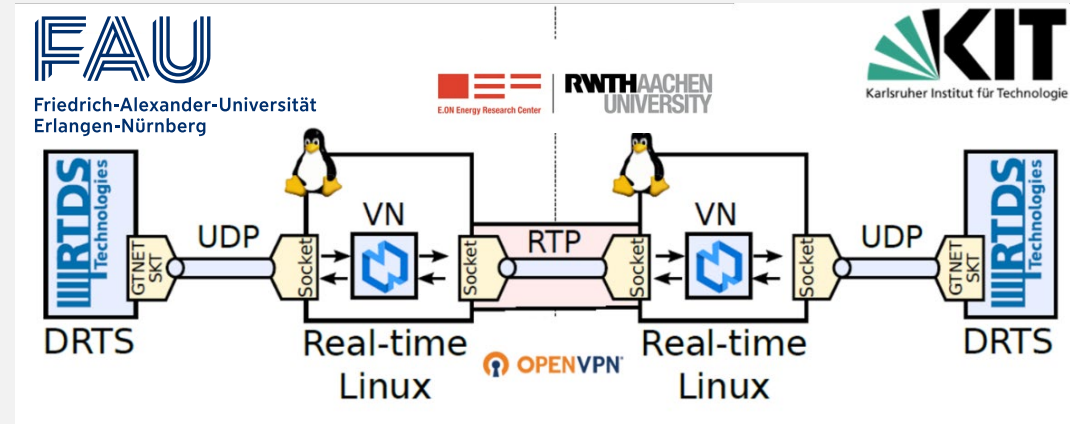 FAU
Friedrich-Alexander-Universität
Erlangen-Nürnberg
E.ON Energy Research Center
RWTHAACHEN
UNIVERSITY
KIT
Karlsruher Institut für Technologie
RTDS
Technologies
GTNET
SKT
DRTS
UDP
Socket
VN
Socket
Real-time
Linux
RTP
OPENVPN
Socket
VN
Socket
Real-time
Linux
UDP
GTNET
SKT
RTDS
Technologies
DRTS